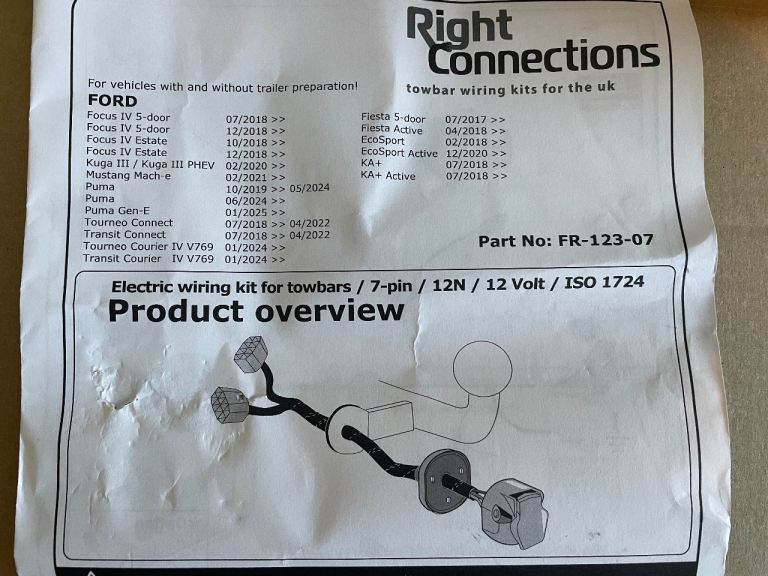 Right
Connections
towbar wiring kits for the uk
For vehicles with and without trailer preparation!
FORD
Focus IV 5-door 07/2018 >>
Focus IV 5-door 12/2018 >>
Focus IV Estate 10/2018 >>
Focus IV Estate 12/2018 >>
Kuga III / Kuga III PHEV 02/2020 >>
Mustang Mach-e 02/2021 >>
Puma 10/2019 >> 05/2024
Puma 06/2024 >>
Puma Gen-E 01/2025 >>
Tourneo Connect 07/2018 >> 04/2022
Transit Connect 07/2018 >> 04/2022
Tourneo Courier IV V769 01/2024 >>
Transit Courier IV V769 01/2024 >>
Fiesta 5-door 07/2017 >>
Fiesta Active 04/2018 >>
EcoSport 02/2018 >>
EcoSport Active 12/2020 >>
KA+ 07/2018 >>
KA+ Active 07/2018 >>
Part No: FR-123-07
Electric wiring kit for towbars / 7-pin / 12N / 12 Volt / ISO 1724
Product overview